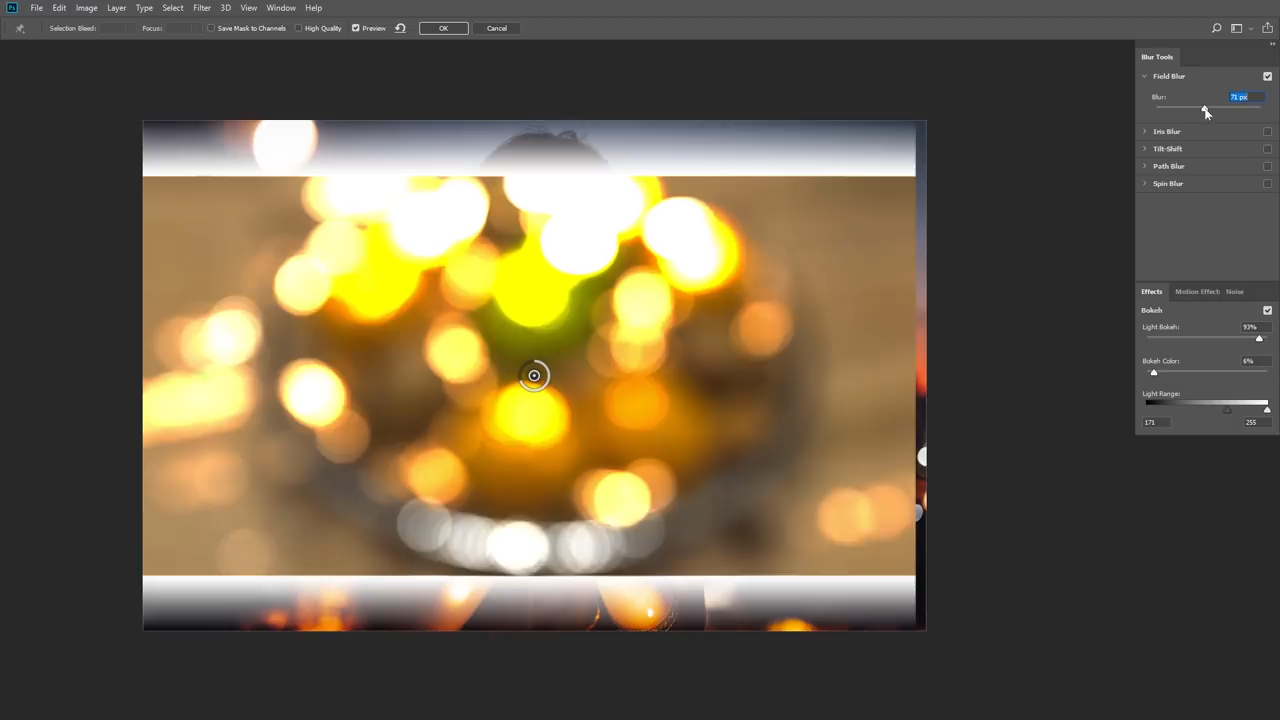 Ps File Edit Image Layer Type Select Filter 3D View Window Help
Selection Bleed: Focus: Save Mask to Channels High Quality Preview OK Cancel
Blur Tools
Field Blur
Blur: 71 px
Iris Blur
Tilt-Shift
Path Blur
Spin Blur
Effects Motion Effect: Noise
Bokeh
Light Bokeh: 93%
Bokeh Color: 6%
Light Range:
171 255